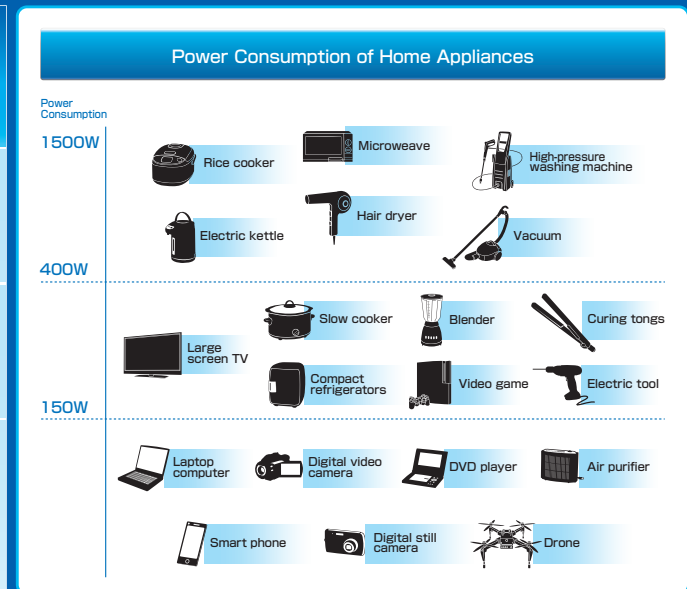 Power Consumption of Home Appliances
Power
Consumption
1500W
Rice cooker
Microweave
High-pressure
washing machine
Electric kettle
Hair dryer
Vacuum
400W
Large
screen TV
Slow cooker
Blender
Curing tongs
Compact
refrigerators
Video game
Electric tool
150W
Laptop
computer
Digital video
camera
DVD player
Air purifier
Smart phone
Digital still
camera
Drone